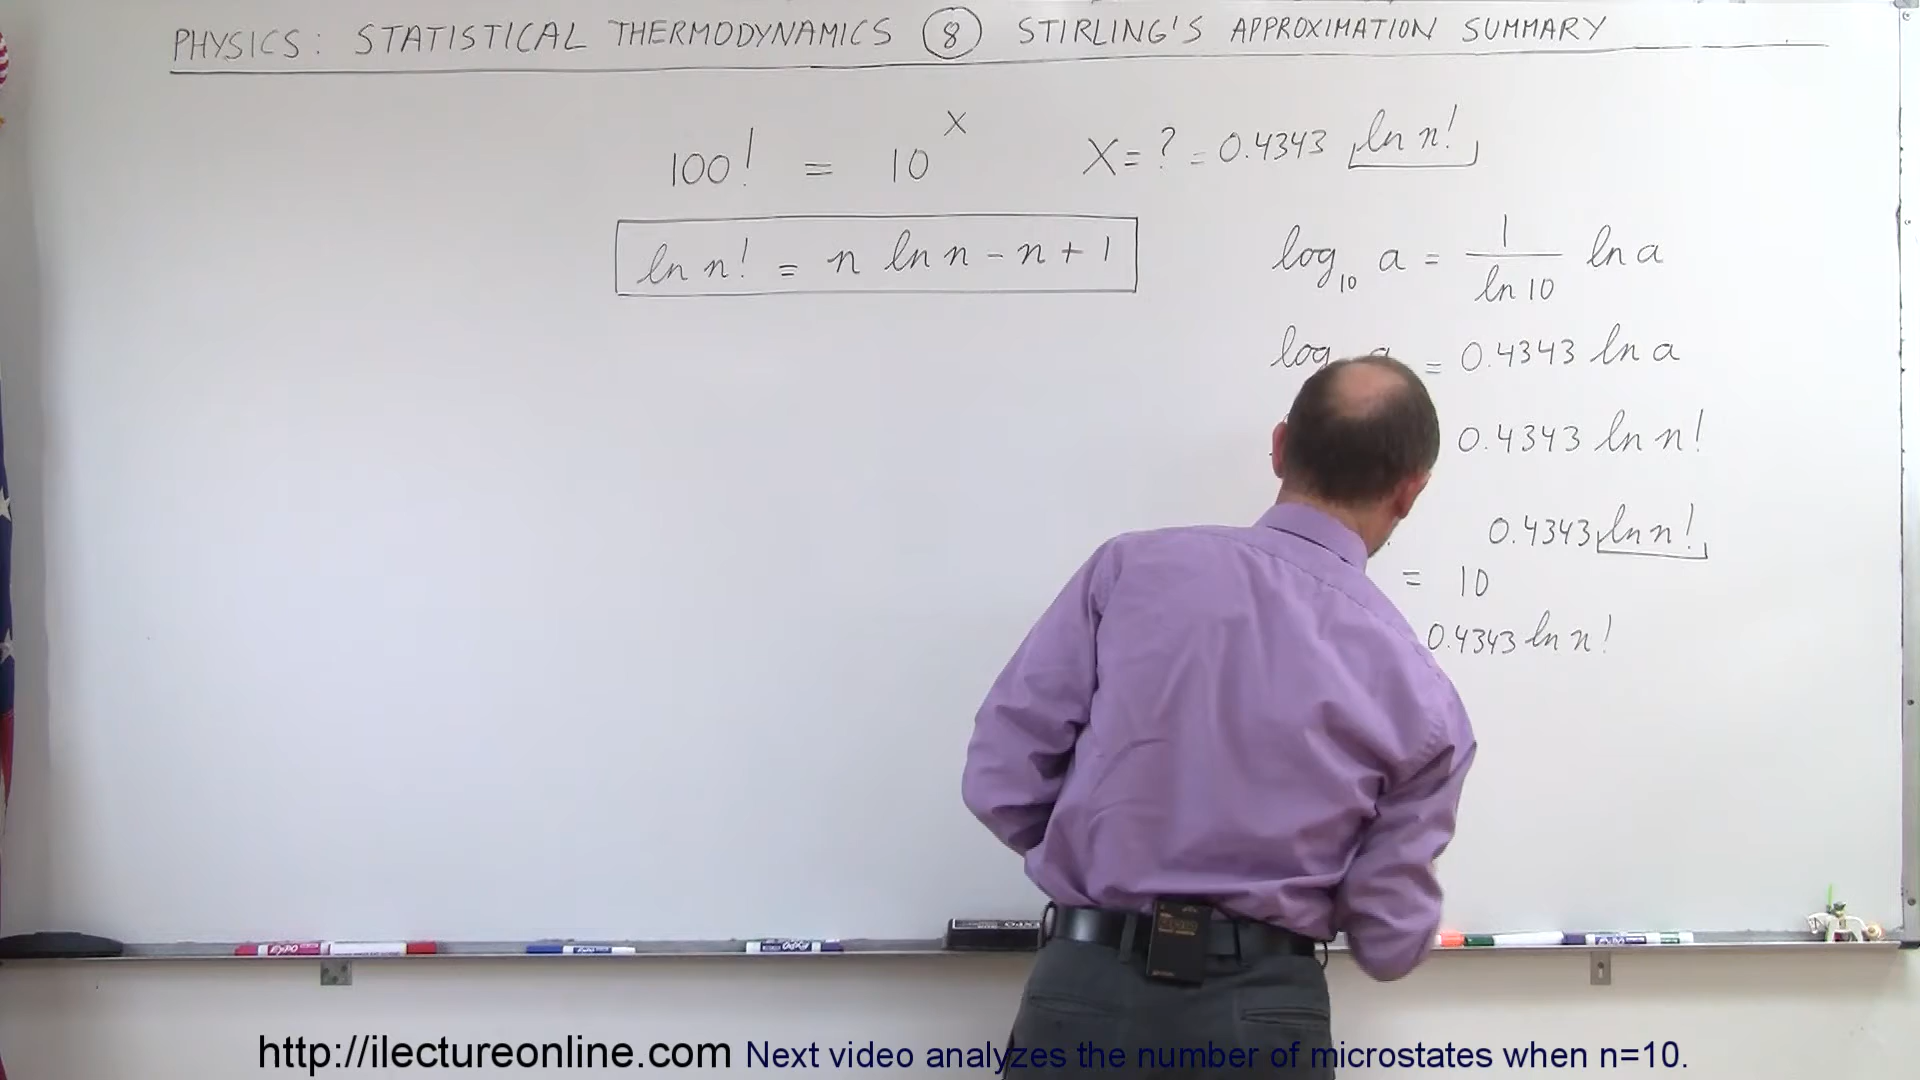 PHYSICS: STATISTICAL THERMODYNAMICS 8 STIRLING'S APPROXIMATION SUMMARY
100! = 10^x X = ? = 0.4343 ln n!
ln n! = n ln n - n + 1
log₁₀ a = 1/ln 10 ln a
log = 0.4343 ln a
0.4343 ln n!
0.4343 ln n!
= 10
0.4343 ln n!
EXPO
http://ilectureonline.com Next video analyzes the number of microstates when n=10.